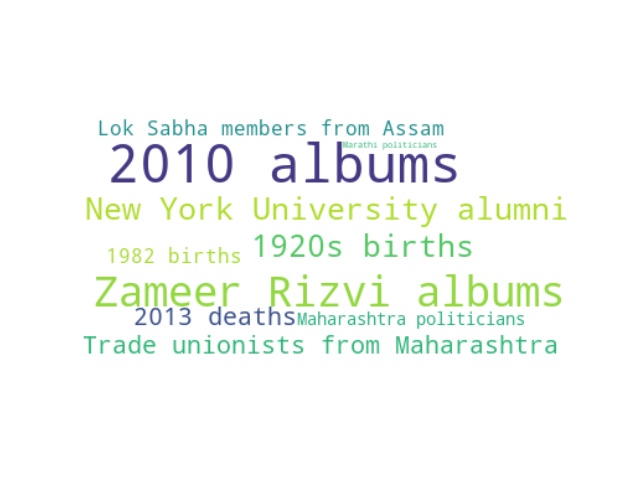 Lok Sabha members from Assam
Marathi politicians
2010 albums
New York University alumni
1920s births
1982 births
Zameer Rizvi albums
2013 deaths
Maharashtra politicians
Trade unionists from Maharashtra